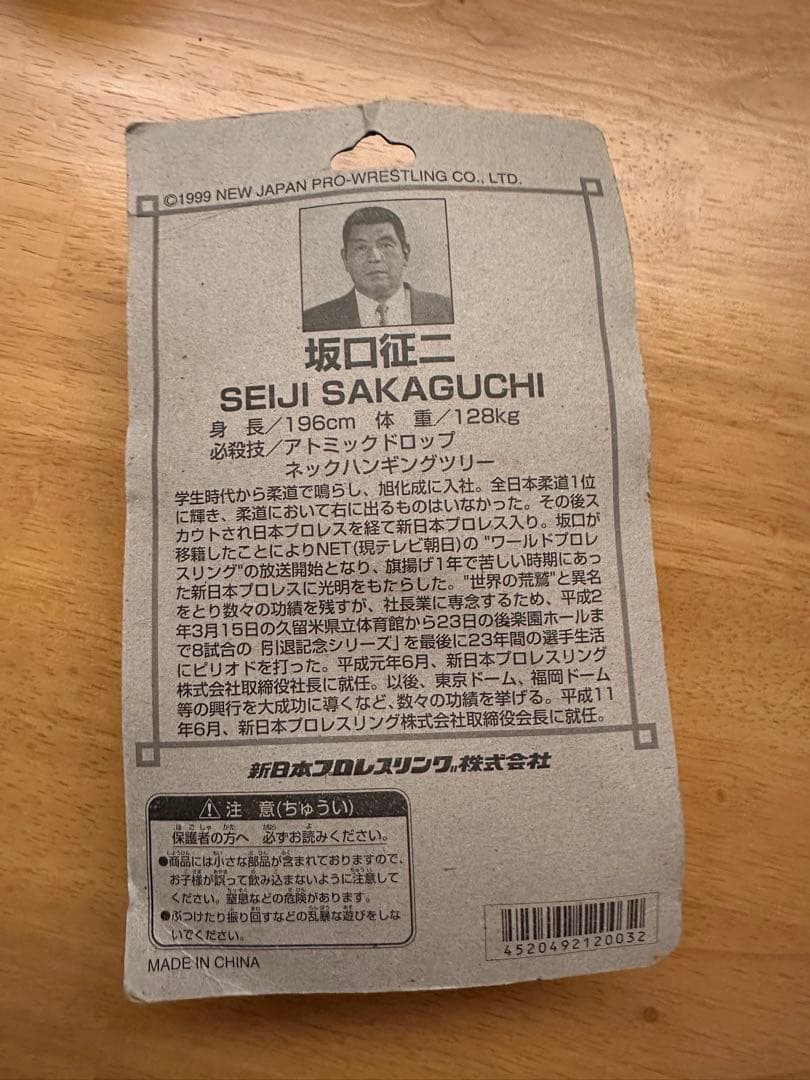 ©1999 NEW JAPAN PRO-WRESTLING CO., LTD.
坂口征二
SEIJI SAKAGUCHI
身 長/196cm 体 重/128kg
必殺技/アトミックドロップ
ネックハンギングツリー
学生時代から柔道で鳴らし、旭化成に入社。全日本柔道1位
に輝き、柔道において右に出るものはいなかった。その後ス
カウトされ日本プロレスを経て新日本プロレス入り。坂口が
移籍したことによりNET(現テレビ朝日)の"ワールドプロレ
スリング"の放送開始となり、旗揚げ1年で苦しい時期にあっ
た新日本プロレスに光明をもたらした。"世界の荒鷲"と異名
をとり数々の功績を残すが、社長業に専念するため、平成2
年3月15日の久留米県立体育館から23日の後楽園ホールま
で8試合の「引退記念シリーズ」を最後に23年間の選手生活
にピリオドを打った。平成元年6月、新日本プロレスリング
株式会社取締役社長に就任。以後、東京ドーム、福岡ドーム
等の興行を大成功に導くなど、数々の功績を挙げる。平成11
年6月、新日本プロレスリング株式会社取締役会長に就任。
新日本プロレスリング株式会社
注 意(ちゅうい)
保護者の方へ 必ずお読みください。
●商品には小さな部品が含まれておりますので、
お子様が誤って飲み込まないように注意して
ください。窒息などの危険があります。
●ぶつけたり振り回すなどの乱暴な遊びをしな
いでください。
4520492120032
MADE IN CHINA